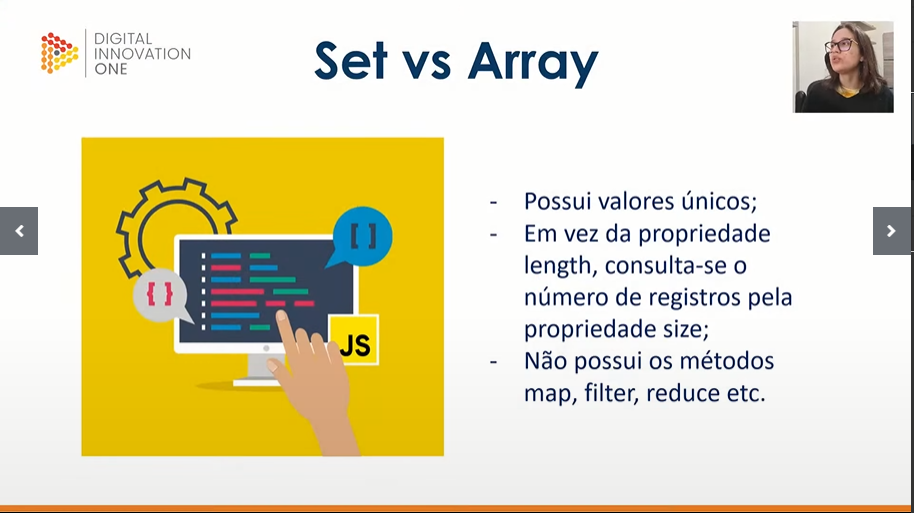 DIGITAL
INNOVATION
ONE
Set vs Array
- Possui valores únicos;
- Em vez da propriedade
length, consulta-se o
número de registros pela
propriedade size;
- Não possui os métodos
map, filter, reduce etc.
[ ]
{ }
JS